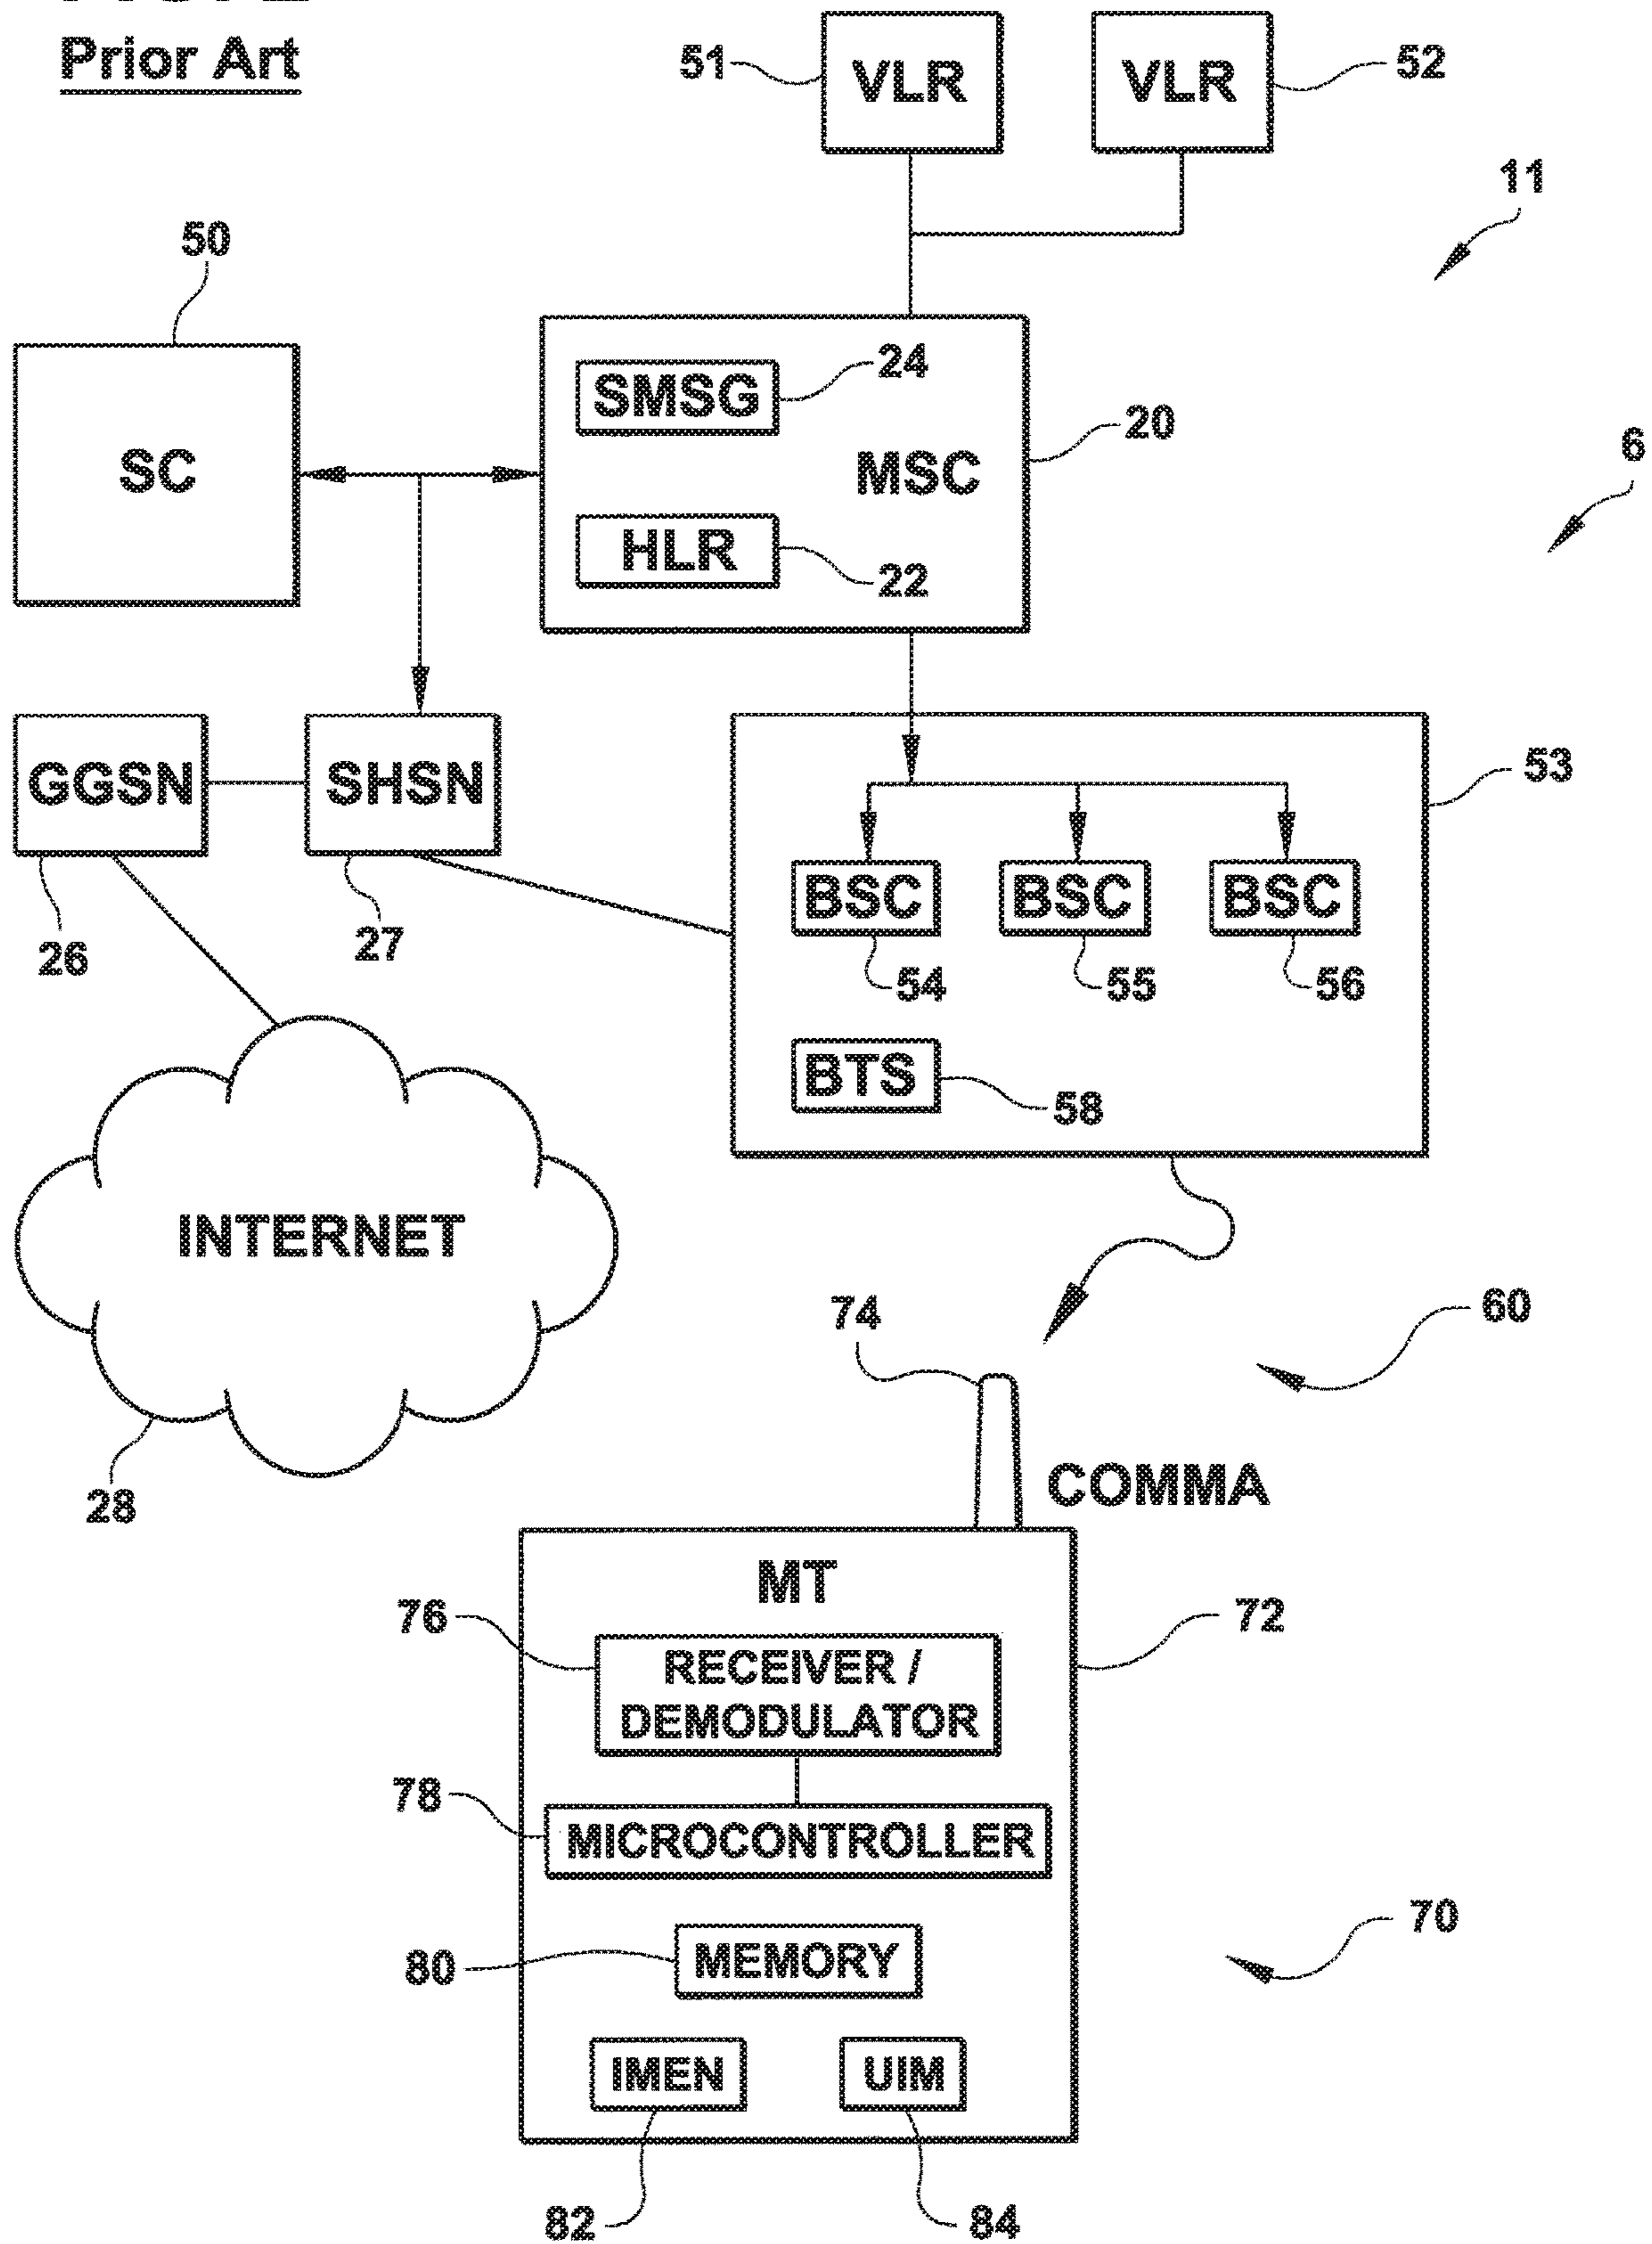 Prior Art
51
VLR
VLR
52
11
50
SC
SMSG
24
MSC
20
HLR
22
6
GGSN
SHSN
26
27
53
BSC
BSC
BSC
54
55
56
BTS
58
INTERNET
28
60
74
COMMA
MT
76
RECEIVER /
DEMODULATOR
72
78
MICROCONTROLLER
80
MEMORY
70
IMEN
UIM
82
84